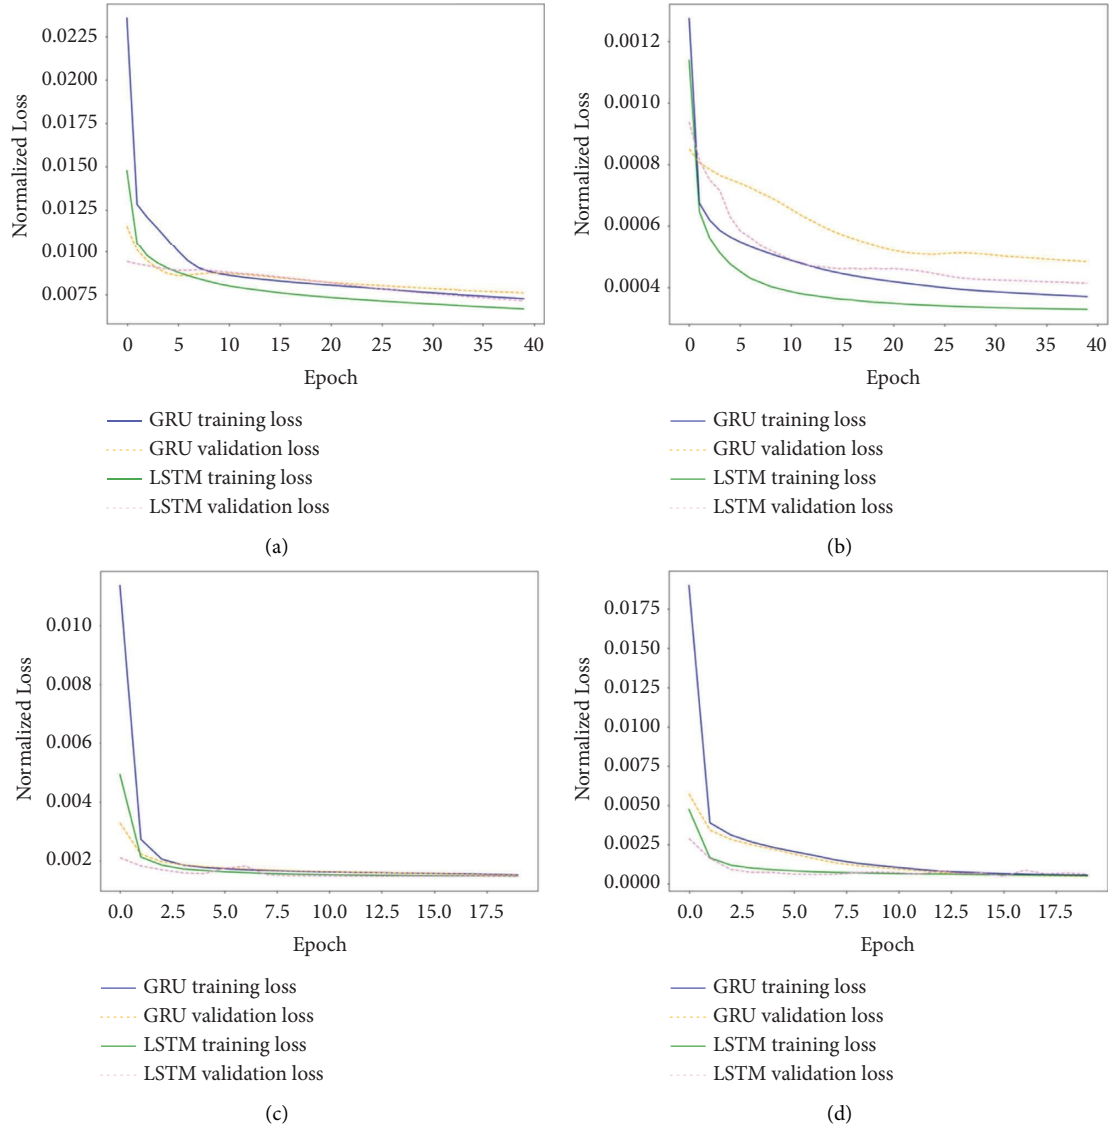 0.0225
0.0200
0.0175
0.0150
0.0125
0.0100
0.0075
Normalized Loss
0 5 10 15 20 25 30 35 40
Epoch
GRU training loss
GRU validation loss
LSTM training loss
LSTM validation loss
(a)
0.0012
0.0010
0.0008
0.0006
0.0004
Normalized Loss
0 5 10 15 20 25 30 35 40
Epoch
GRU training loss
GRU validation loss
LSTM training loss
LSTM validation loss
(b)
0.010
0.008
0.006
0.004
0.002
Normalized Loss
0.0 2.5 5.0 7.5 10.0 12.5 15.0 17.5
Epoch
GRU training loss
GRU validation loss
LSTM training loss
LSTM validation loss
(c)
0.0175
0.0150
0.0125
0.0100
0.0075
0.0050
0.0025
0.0000
Normalized Loss
0.0 2.5 5.0 7.5 10.0 12.5 15.0 17.5
Epoch
GRU training loss
GRU validation loss
LSTM training loss
LSTM validation loss
(d)